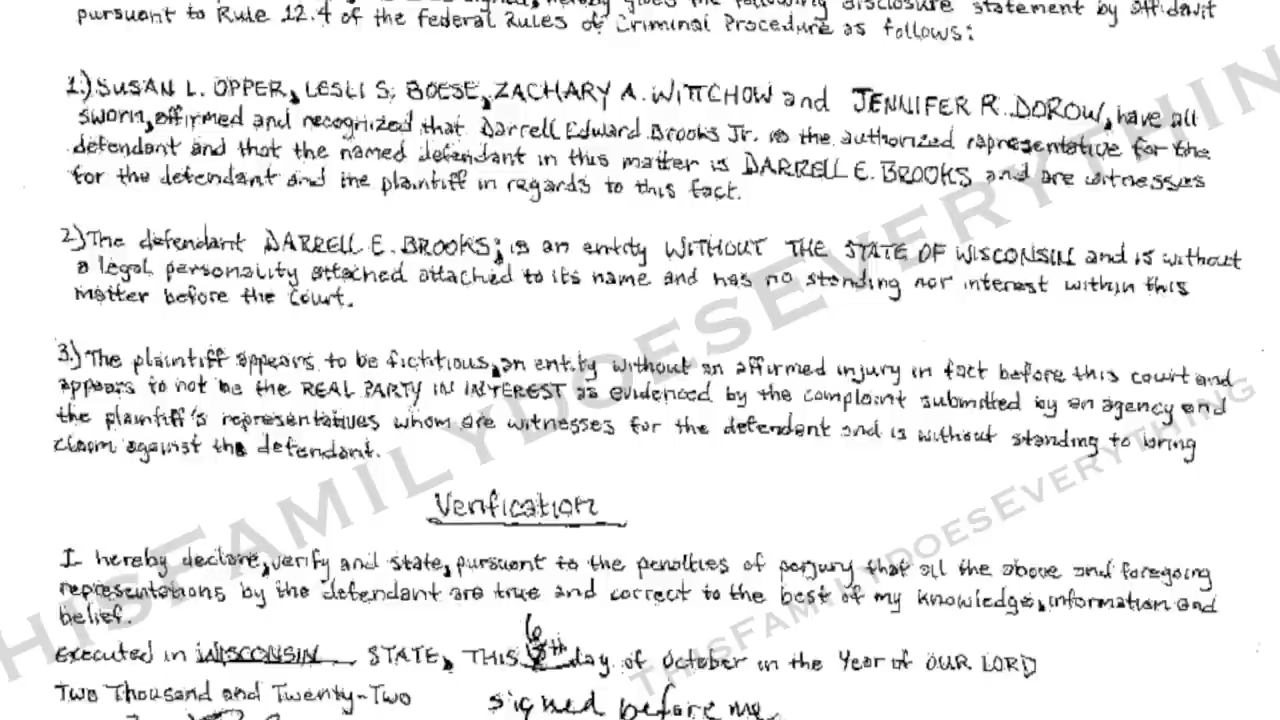 hereby gives the following disclosure statement by affidavit
pursuant to Rule 12.4 of the Federal Rules of Criminal Procedure as follows:
1.) SUSAN L. OPPER, LESLI S. BOESE, ZACHARY A. WITTCHOW and JENNIFER R. DOROW, have all
sworn, affirmed and recognized that Darrell Edward Brooks Jr. is the authorized representative for the
defendant and that the named defendant in this matter is DARRELL E. BROOKS and are witnesses
for the defendant and the plaintiff in regards to this fact.
2.) The defendant DARRELL E. BROOKS; is an entity WITHOUT THE STATE OF WISCONSIN and is without
a legal personality attached attached to its name and has no standing nor interest within this
matter before the court.
3.) The plaintiff appears to be fictitious, an entity without an affirmed injury in fact before this court and
appears to not be the REAL PARTY IN INTEREST as evidenced by the complaint submitted by an agency and
the plaintiff's representatives whom are witnesses for the defendant and is without standing to bring
claim against the defendant.
Verification
I hereby declare, verify and state, pursuant to the penalties of perjury that all the above and foregoing
representations by the defendant are true and correct to the best of my knowledge, information and
belief.
6
executed in WISCONSIN STATE, THIS th day of October in the Year of OUR LORD
Two Thousand and Twenty-Two
signed before me,
THISFAMILYDOESEVERYTHING
THISFAMILYDOESEVERYTHING